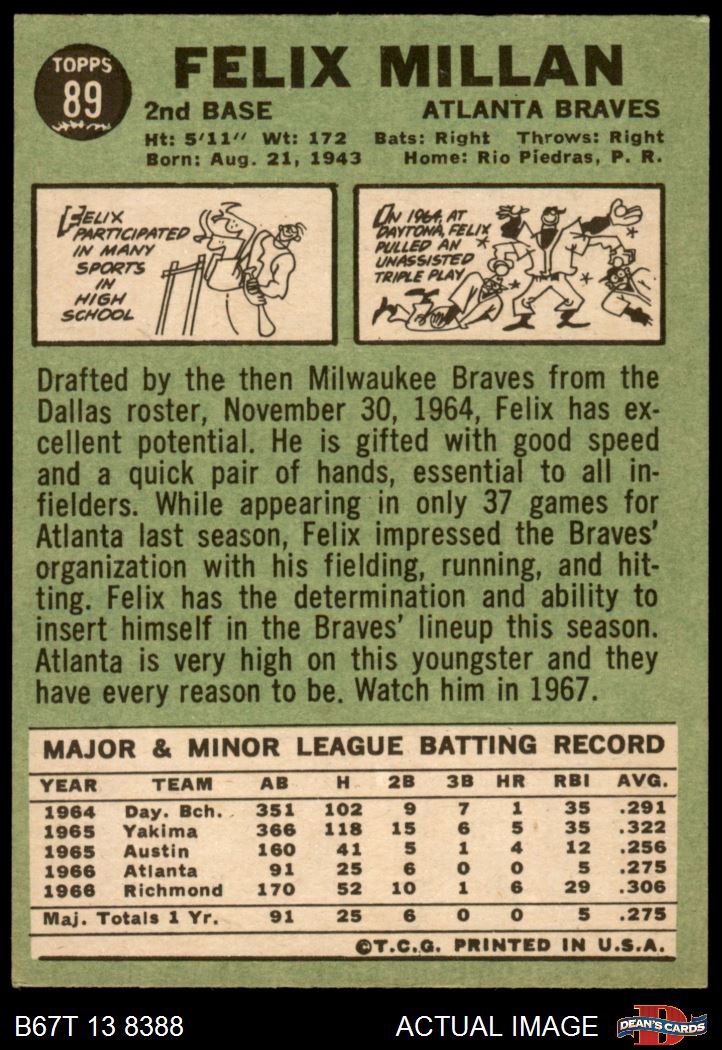 TOPPS
89
FELIX MILLAN
2nd BASE ATLANTA BRAVES
Ht: 5'11" Wt: 172 Bats: Right Throws: Right
Born: Aug. 21, 1943 Home: Rio Piedras, P. R.
FELIX
PARTICIPATED
IN MANY
SPORTS
IN
HIGH
SCHOOL
IN 1964, AT
DAYTONA, FELIX
PULLED AN
UNASSISTED
TRIPLE PLAY
Drafted by the then Milwaukee Braves from the
Dallas roster, November 30, 1964, Felix has ex-
cellent potential. He is gifted with good speed
and a quick pair of hands, essential to all in-
fielders. While appearing in only 37 games for
Atlanta last season, Felix impressed the Braves'
organization with his fielding, running, and hit-
ting. Felix has the determination and ability to
insert himself in the Braves' lineup this season.
Atlanta is very high on this youngster and they
have every reason to be. Watch him in 1967.
MAJOR & MINOR LEAGUE BATTING RECORD
YEAR TEAM AB H 2B 3B HR RBI AVG.
1964 Day. Bch. 351 102 9 7 1 35 .291
1965 Yakima 366 118 15 6 5 35 .322
1965 Austin 160 41 5 1 4 12 .256
1966 Atlanta 91 25 6 0 0 5 .275
1966 Richmond 170 52 10 1 6 29 .306
Maj. Totals 1 Yr. 91 25 6 0 0 5 .275
©T.C.G. PRINTED IN U.S.A.
B67T 13 8388 ACTUAL IMAGE
D
DEAN'S CARDS